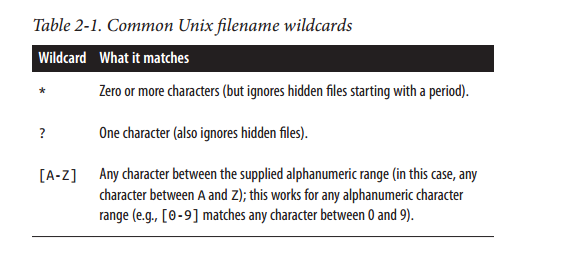 Table 2-1. Common Unix filename wildcards
Wildcard What it matches
* Zero or more characters (but ignores hidden files starting with a period).
? One character (also ignores hidden files).
[A-Z] Any character between the supplied alphanumeric range (in this case, any
character between A and Z); this works for any alphanumeric character
range (e.g., [0-9] matches any character between 0 and 9).